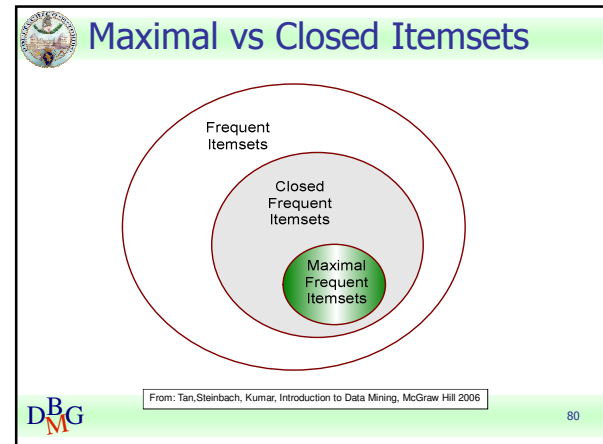 Maximal vs Closed Itemsets
Frequent
Itemsets
Closed
Frequent
Itemsets
Maximal
Frequent
Itemsets
From: Tan,Steinbach, Kumar, Introduction to Data Mining, McGraw Hill 2006
DBMG
80